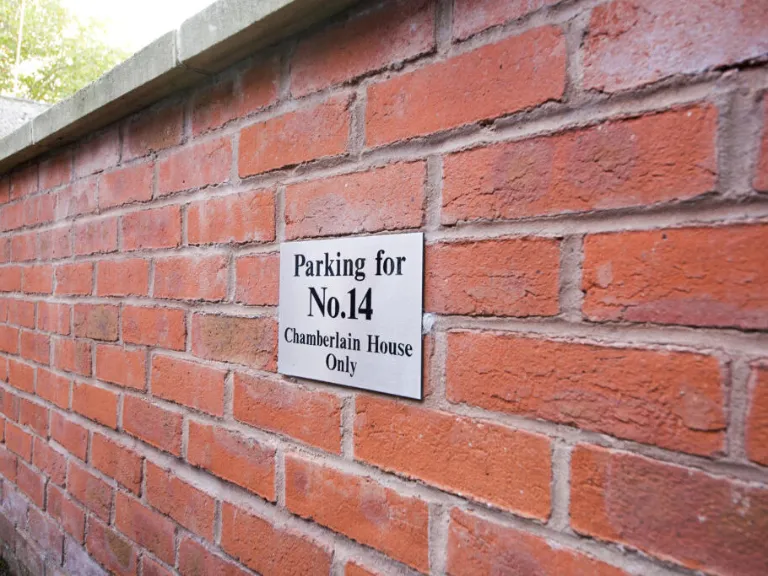 Parking for
No.14
Chamberlain House
Only